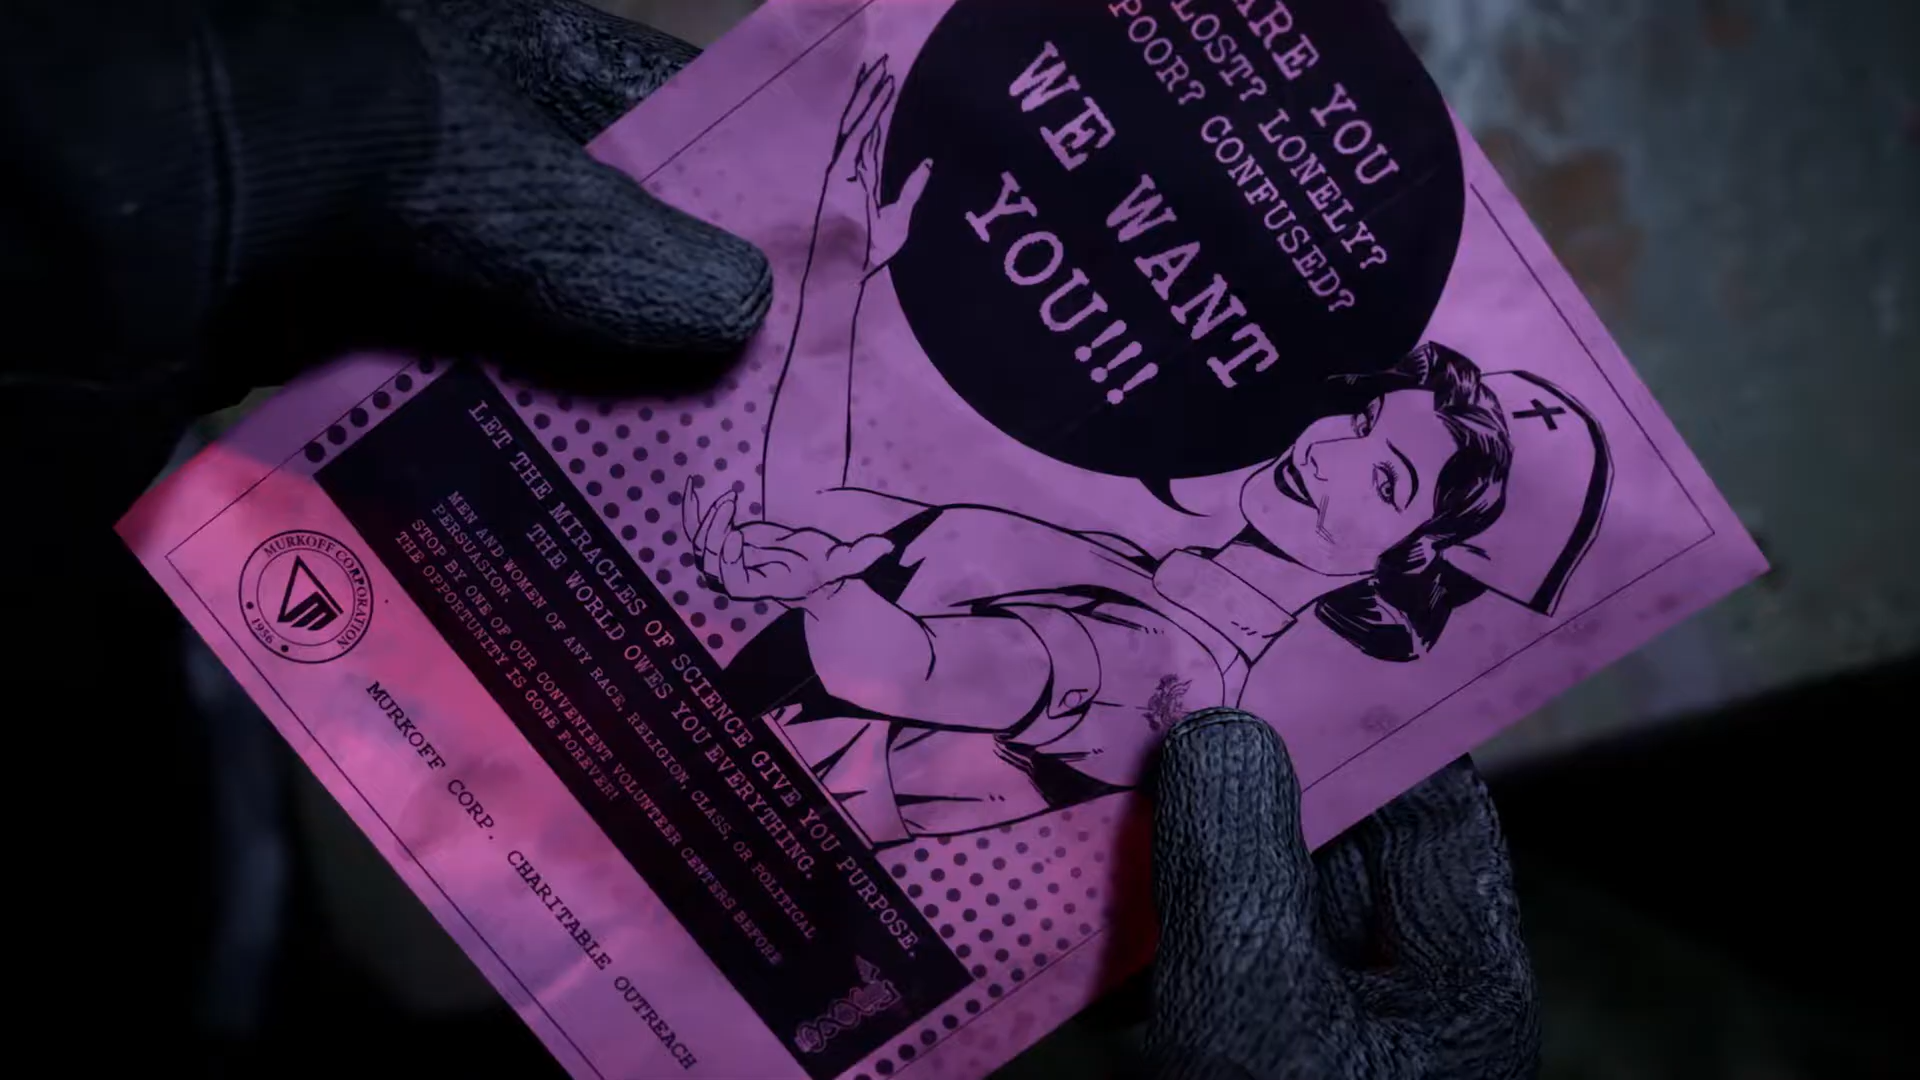 ARE YOU
LOST? LONELY?
POOR? CONFUSED?
WE WANT
YOU!!!
LET THE MIRACLES OF SCIENCE GIVE YOU PURPOSE.
THE WORLD OWES YOU EVERYTHING.
MEN AND WOMEN OF ANY RACE, RELIGION, CLASS, OR POLITICAL
PERSUASION.
STOP BY ONE OF OUR CONVENIENT VOLUNTEER CENTERS BEFORE
THE OPPORTUNITY IS GONE FOREVER!
MURKOFF CORPORATION
1956
MURKOFF CORP. CHARITABLE OUTREACH